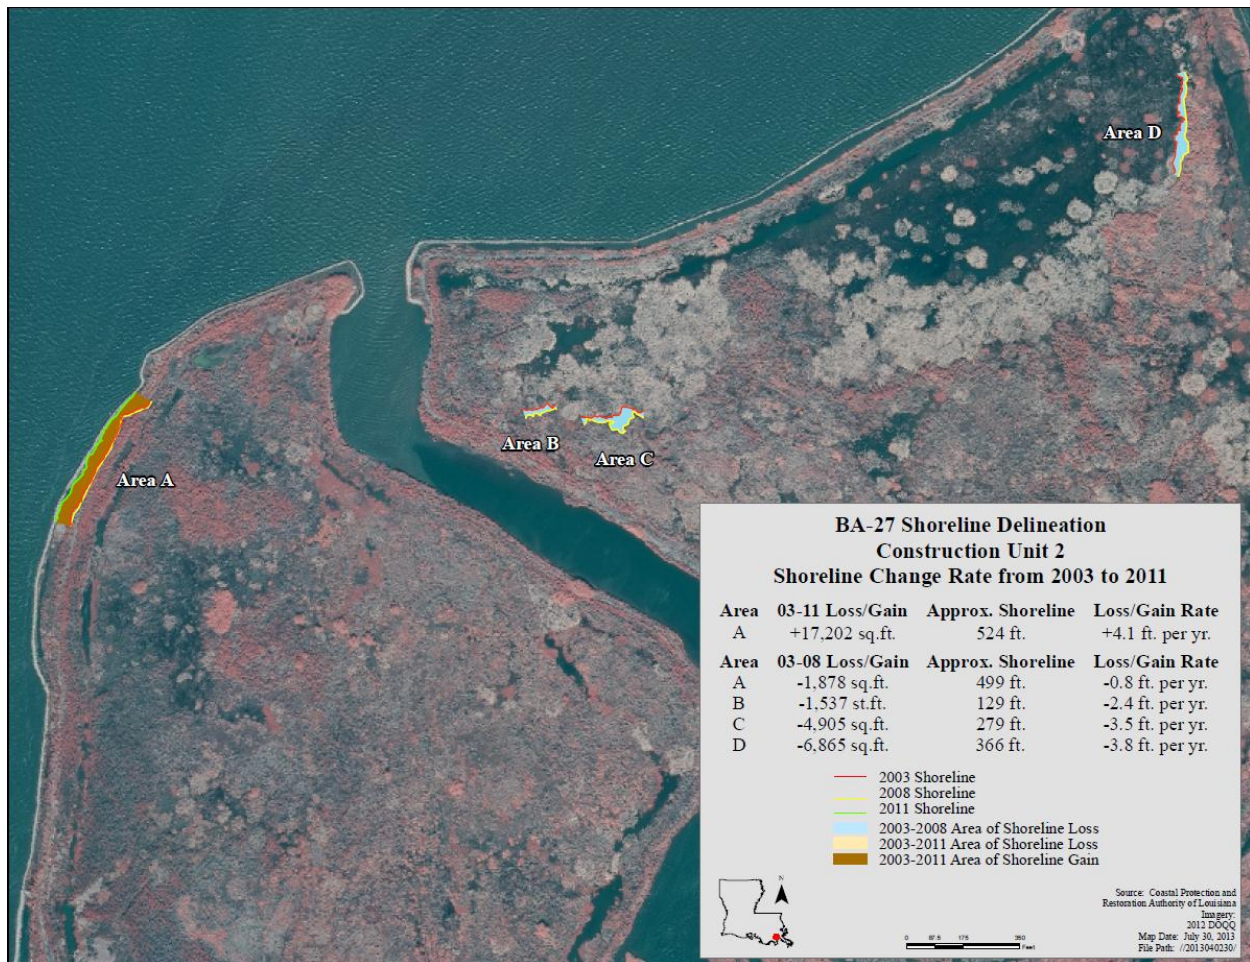 Area D
Area B
Area C
Area A
BA-27 Shoreline Delineation
Construction Unit 2
Shoreline Change Rate from 2003 to 2011
Area 03-11 Loss/Gain Approx. Shoreline Loss/Gain Rate
A +17,202 sq.ft. 524 ft. +4.1 ft. per yr.
Area 03-08 Loss/Gain Approx. Shoreline Loss/Gain Rate
A -1,878 sq.ft. 499 ft. -0.8 ft. per yr.
B -1,537 st.ft. 129 ft. -2.4 ft. per yr.
C -4,905 sq.ft. 279 ft. -3.5 ft. per yr.
D -6,865 sq.ft. 366 ft. -3.8 ft. per yr.
2003 Shoreline
2008 Shoreline
2011 Shoreline
2003-2008 Area of Shoreline Loss
2003-2011 Area of Shoreline Loss
2003-2011 Area of Shoreline Gain
N
0 87.5 175 350
Feet
Source: Coastal Protection and
Restoration Authority of Louisiana
Imagery:
2012 DOQQ
Map Date: July 30, 2013
File Path: //2013040230/